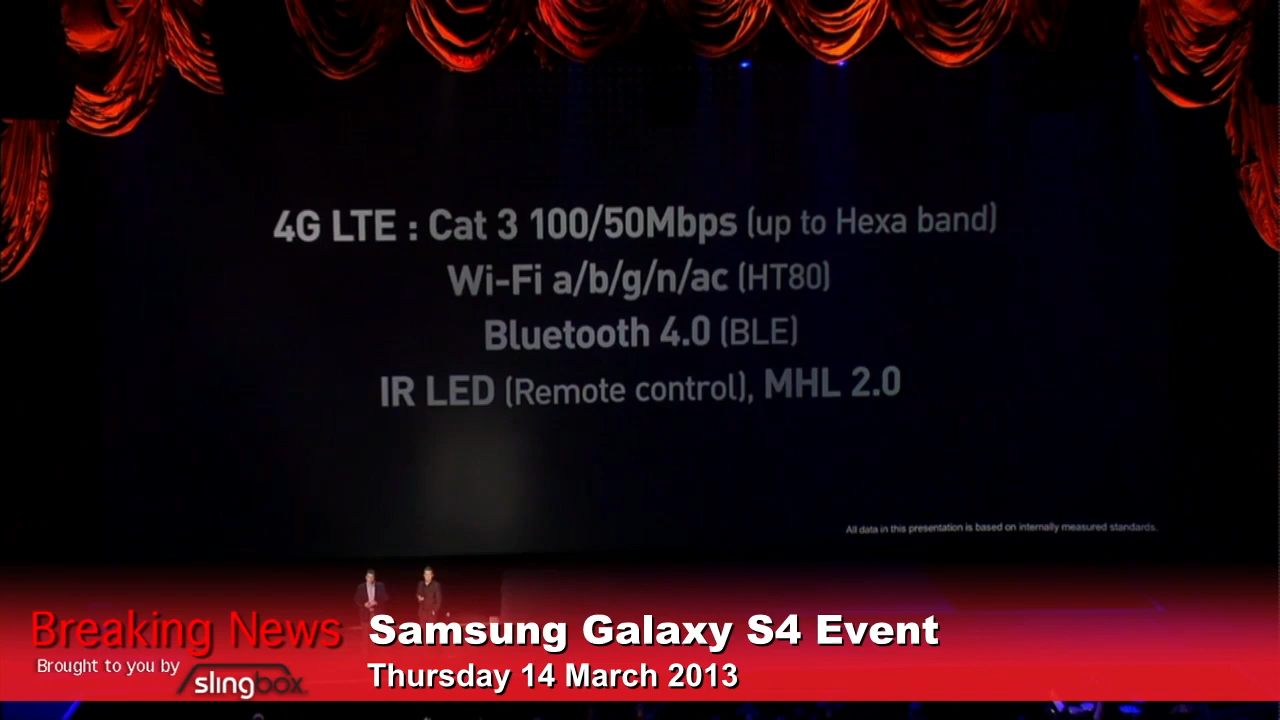 4G LTE : Cat 3 100/50Mbps (up to Hexa band)
Wi-Fi a/b/g/n/ac (HT80)
Bluetooth 4.0 (BLE)
IR LED (Remote control), MHL 2.0
All data in this presentation is based on internally measured standards.
Breaking News
Brought to you by slingbox
Samsung Galaxy S4 Event
Thursday 14 March 2013